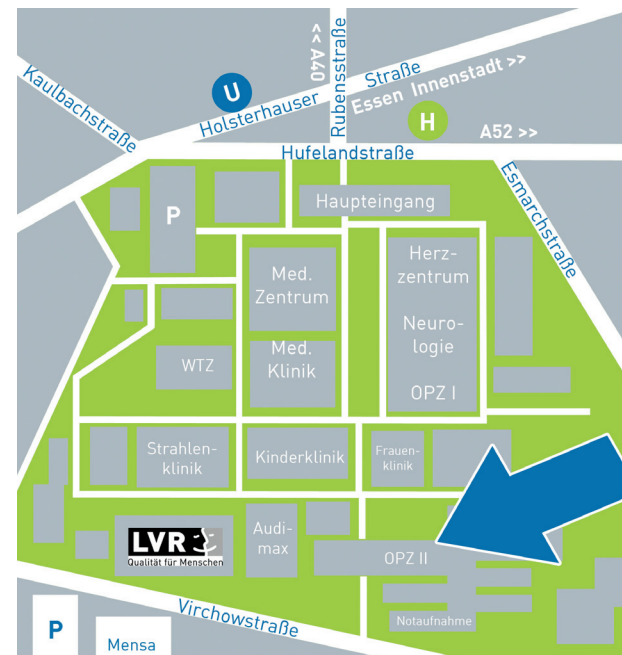 << A40
Rubensstraße
Straße
Kaulbachstraße
U
Holsterhauser
Essen Innenstadt >>
H
A52 >>
Hufelandstraße
Esmarchstraße
P
Haupteingang
Med.
Zentrum
Herz-
zentrum
Neuro-
logie
OPZ I
Med.
Klinik
WTZ
Strahlen-
klinik
Kinderklinik
Frauen-
klinik
LVR
Qualität für Menschen
Audi-
max
OPZ II
Notaufnahme
Virchowstraße
P
Mensa